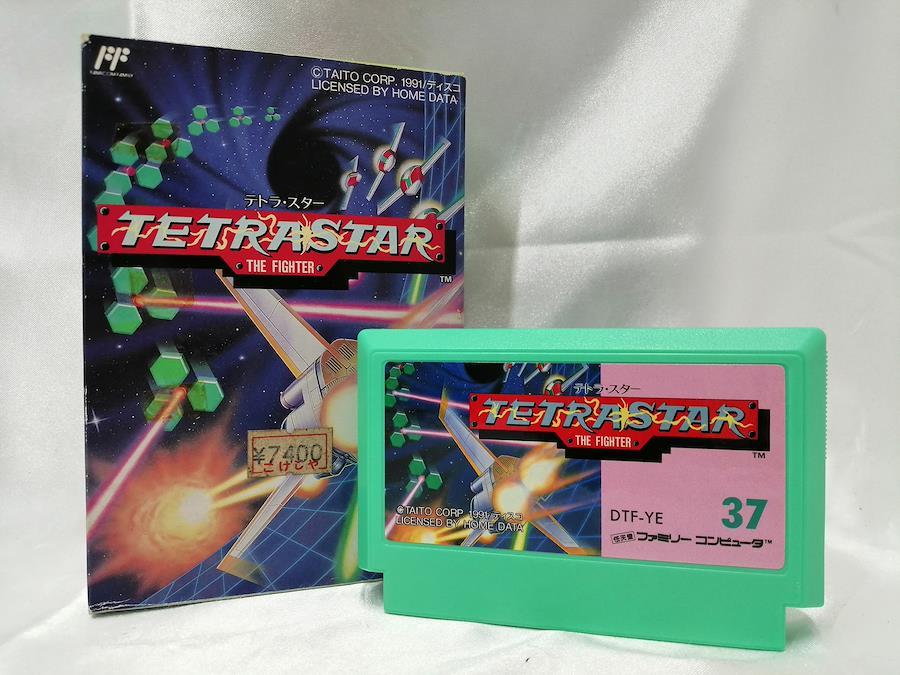 ©TAITO CORP. 1991/ディスコ
LICENSED BY HOME DATA
テトラ・スター
TETRASTAR
THE FIGHTER
TM
¥7400
こけしや
テトラ・スター
TETRASTAR
THE FIGHTER
TM
©TAITO CORP. 1991/ディスコ
LICENSED BY HOME DATA
DTF-YE
37
任天堂 ファミリー コンピュータ™